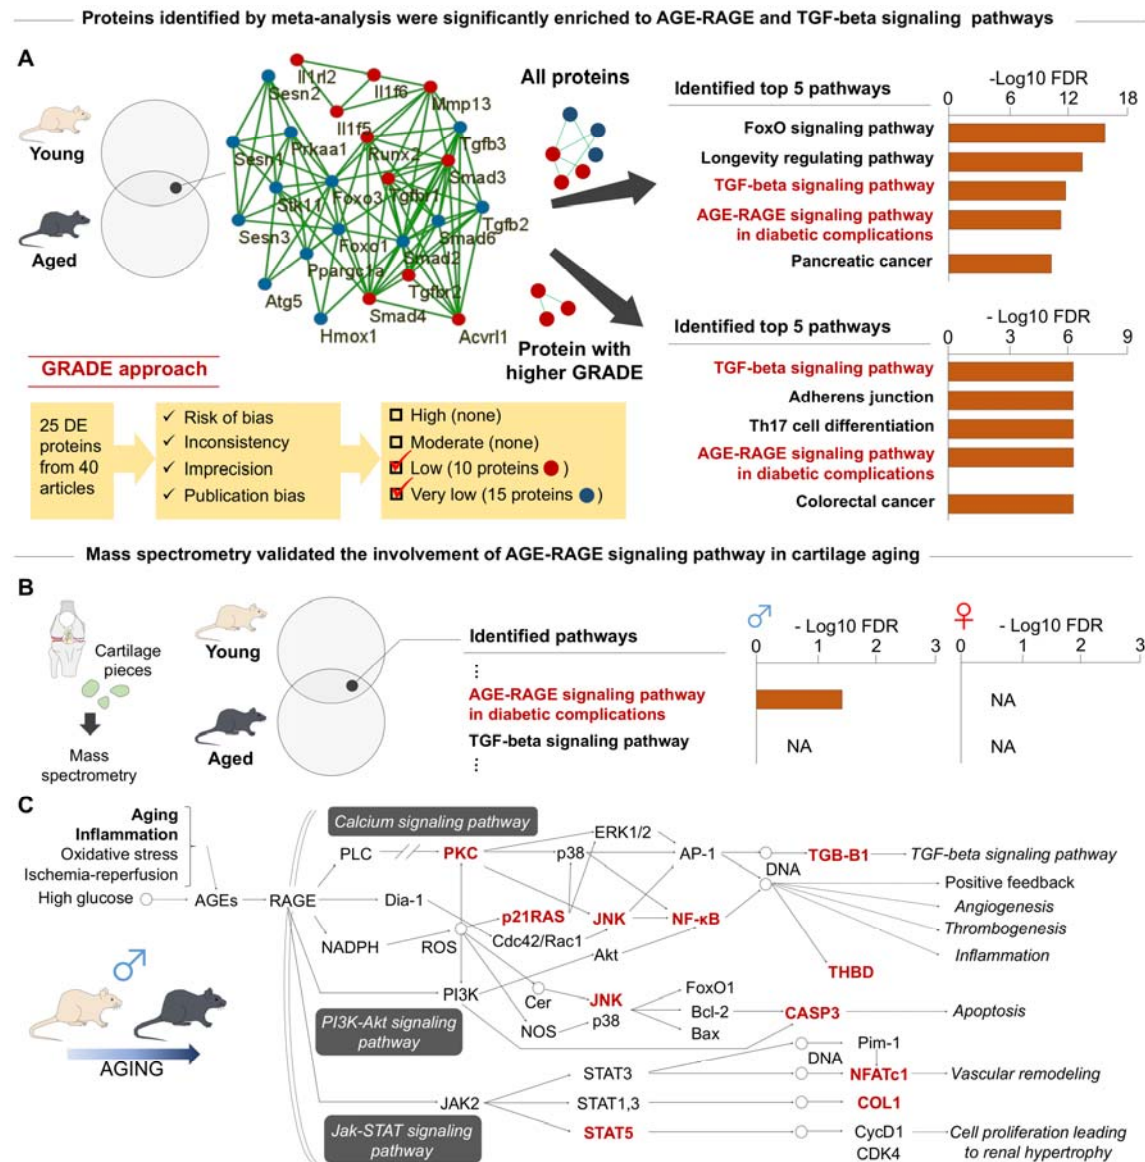 Proteins identified by meta-analysis were significantly enriched to AGE-RAGE and TGF-beta signaling pathways
A
Young
Aged
Il1rl2
Sesn2
Il1f6
Mmp13
Il1f5
Tgfb3
Prkaa1
Runx2
Sesn1
Smad3
Stk11
Foxo3
Tgfbr1
Tgfb2
Sesn3
Foxo1
Smad6
Smad2
Ppargc1a
Tgfbr2
Atg5
Smad4
Hmox1
Acvrl1
All proteins
Protein with
higher GRADE
Identified top 5 pathways
-Log10 FDR
0 6 12 18
FoxO signaling pathway
Longevity regulating pathway
TGF-beta signaling pathway
AGE-RAGE signaling pathway
in diabetic complications
Pancreatic cancer
Identified top 5 pathways
- Log10 FDR
0 3 6 9
TGF-beta signaling pathway
Adherens junction
Th17 cell differentiation
AGE-RAGE signaling pathway
in diabetic complications
Colorectal cancer
GRADE approach
25 DE
proteins
from 40
articles
✓ Risk of bias
✓ Inconsistency
✓ Imprecision
✓ Publication bias
High (none)
Moderate (none)
Low (10 proteins )
Very low (15 proteins )
Mass spectrometry validated the involvement of AGE-RAGE signaling pathway in cartilage aging
B
Cartilage
pieces
Mass
spectrometry
Young
Aged
Identified pathways
⋮
AGE-RAGE signaling pathway
in diabetic complications
TGF-beta signaling pathway
⋮
♂
- Log10 FDR
0 1 2 3
NA
♀
- Log10 FDR
0 1 2 3
NA
NA
C
Aging
Inflammation
Oxidative stress
Ischemia-reperfusion
High glucose
AGEs
RAGE
♂
AGING
Calcium signaling pathway
PLC
PKC
ERK1/2
p38
AP-1
DNA
TGB-B1
TGF-beta signaling pathway
Positive feedback
Dia-1
p21RAS
JNK
NF-κB
Angiogenesis
Thrombogenesis
NADPH
ROS
Cdc42/Rac1
Akt
Inflammation
THBD
PI3K
Cer
JNK
p38
NOS
FoxO1
Bcl-2
Bax
CASP3
Apoptosis
PI3K-Akt signaling
pathway
STAT3
DNA
Pim-1
NFATc1
Vascular remodeling
JAK2
STAT1,3
COL1
Jak-STAT signaling
pathway
STAT5
CycD1
CDK4
Cell proliferation leading
to renal hypertrophy